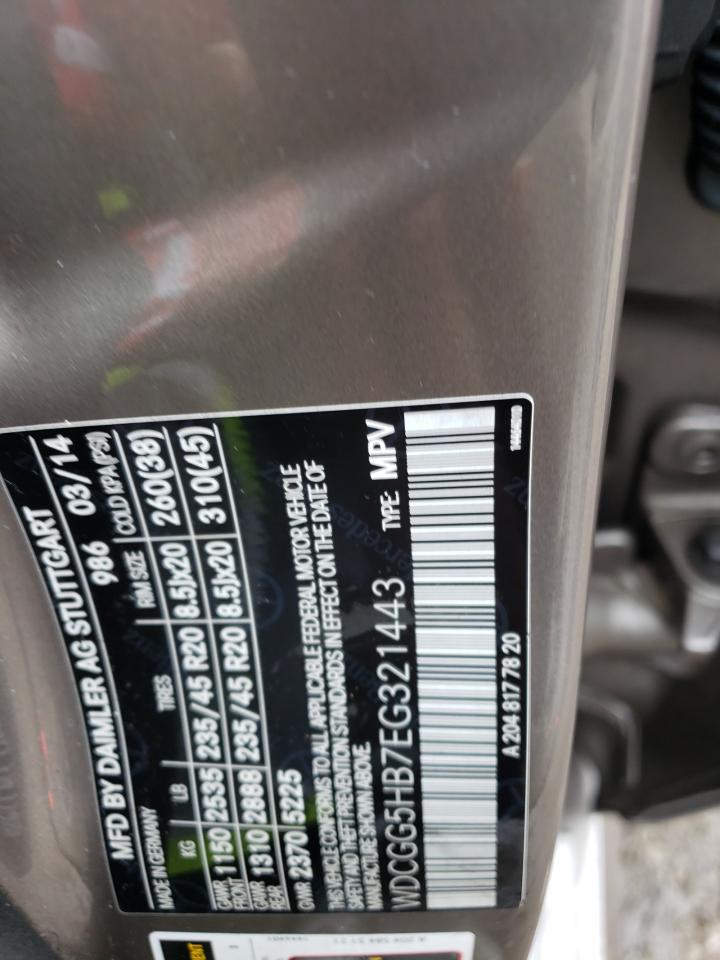 MFD BY DAIMLER AG STUTTGART
MADE IN GERMANY 986 03/14
KG LB TIRES RIM SIZE COLD KPA(PSI)
GAWR FRONT 1150 2535 235/45 R20 8.5Jx20 260(38)
GAWR REAR 1310 2888 235/45 R20 8.5Jx20 310(45)
GVWR 2370 5225
THIS VEHICLE CONFORMS TO ALL APPLICABLE FEDERAL MOTOR VEHICLE
SAFETY AND THEFT PREVENTION STANDARDS IN EFFECT ON THE DATE OF
MANUFACTURE SHOWN ABOVE.
WDCGG5HB7EG321443 TYPE: MPV
A 204 817 78 20